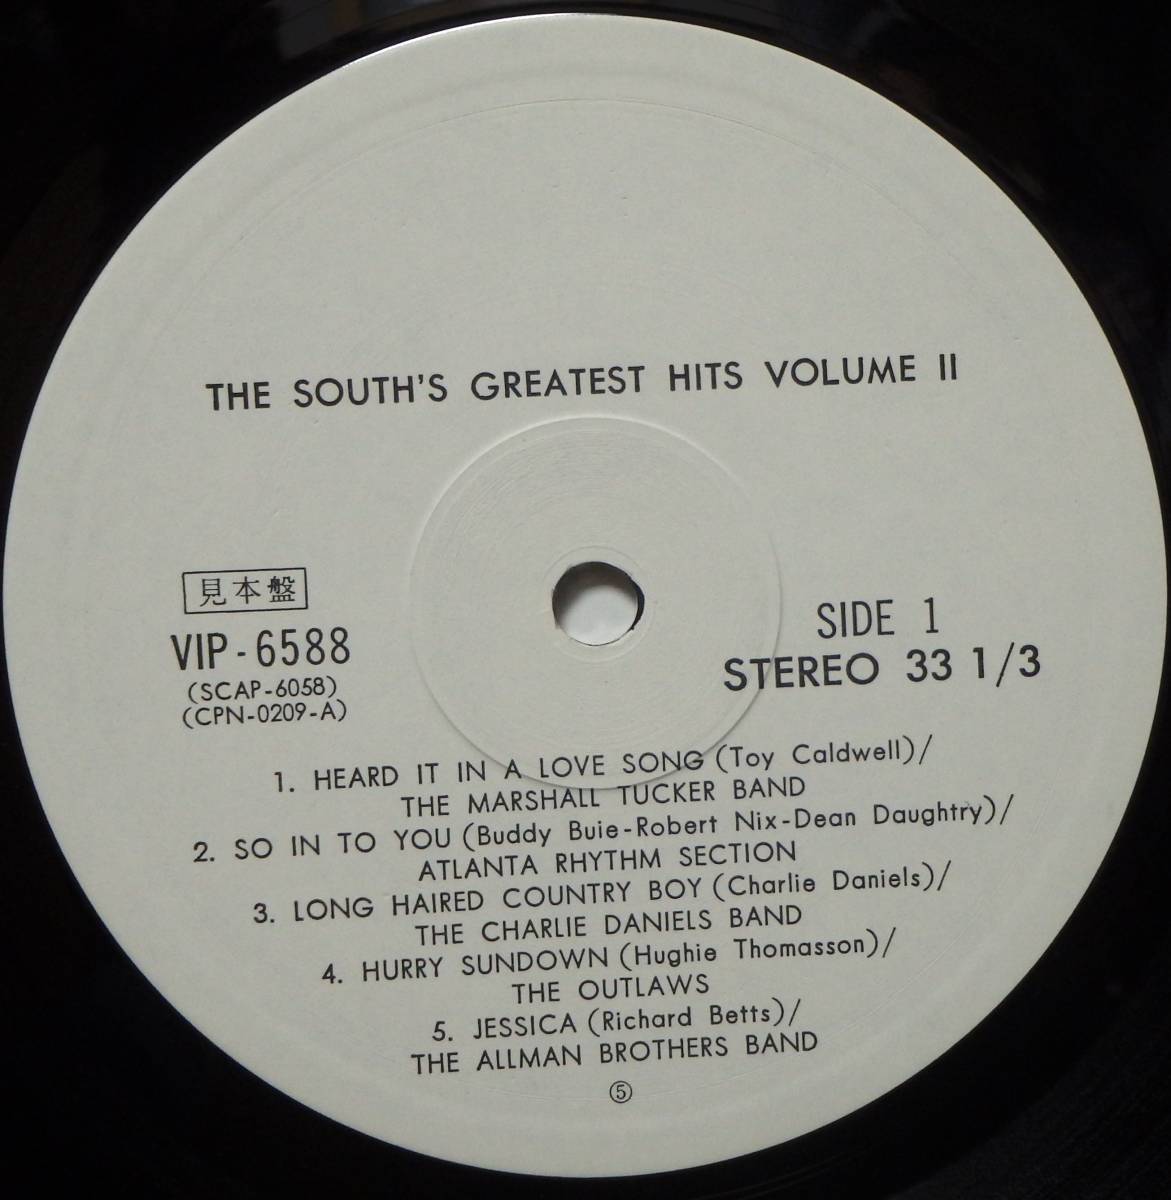 THE SOUTH'S GREATEST HITS VOLUME II
見本盤
VIP-6588
(SCAP-6058)
(CPN-0209-A)
SIDE 1
STEREO 33 1/3
1. HEARD IT IN A LOVE SONG (Toy Caldwell)/
THE MARSHALL TUCKER BAND
2. SO IN TO YOU (Buddy Buie-Robert Nix-Dean Daughtry)/
ATLANTA RHYTHM SECTION
3. LONG HAIRED COUNTRY BOY (Charlie Daniels)/
THE CHARLIE DANIELS BAND
4. HURRY SUNDOWN (Hughie Thomasson)/
THE OUTLAWS
5. JESSICA (Richard Betts)/
THE ALLMAN BROTHERS BAND
⑤